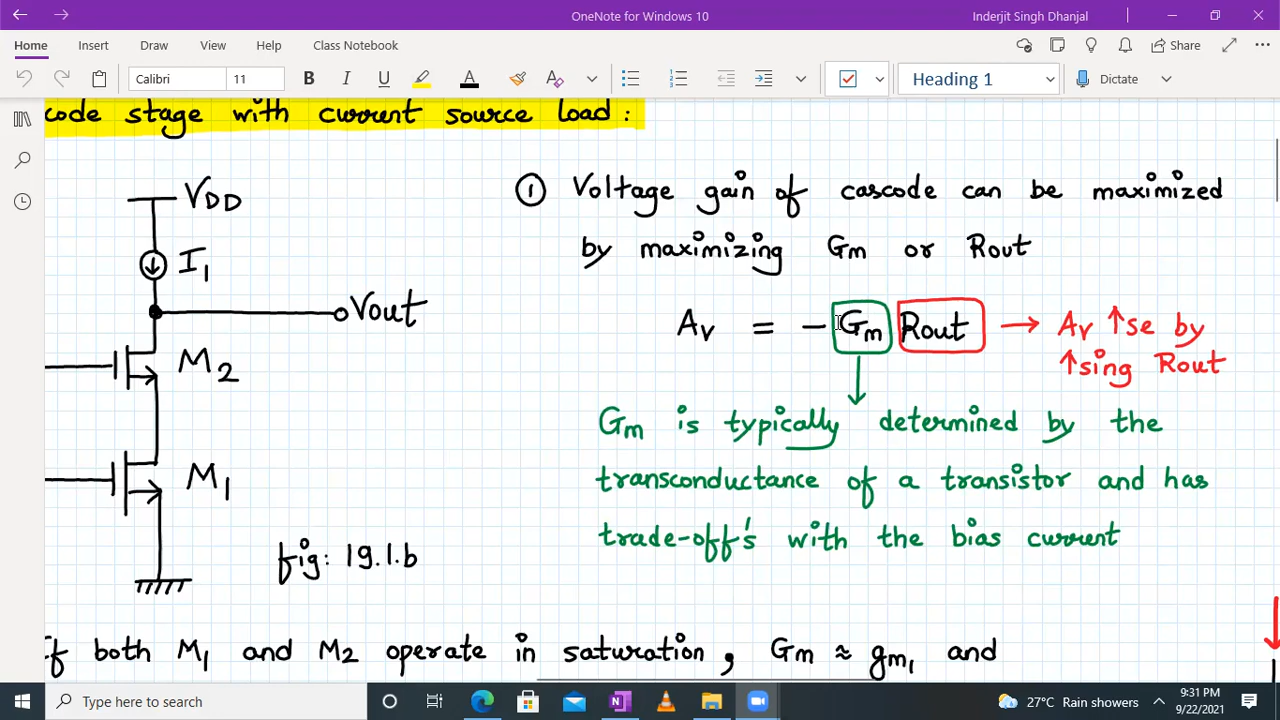 OneNote for Windows 10
Inderjit Singh Dhanjal
Home Insert Draw View Help Class Notebook
Share
Calibri 11 B I U A Heading 1 Dictate
code stage with current source load :
VDD
I1
Vout
M2
M1
fig: 19.1.b
① Voltage gain of cascode can be maximized
by maximizing Gm or Rout
Av = - Gm Rout → Av ↑se by
↑sing Rout
Gm is typically determined by the
transconductance of a transistor and has
trade-off's with the bias current
If both M1 and M2 operate in saturation, Gm ≈ gm1 and
Type here to search
27°C Rain showers
9:31 PM
9/22/2021